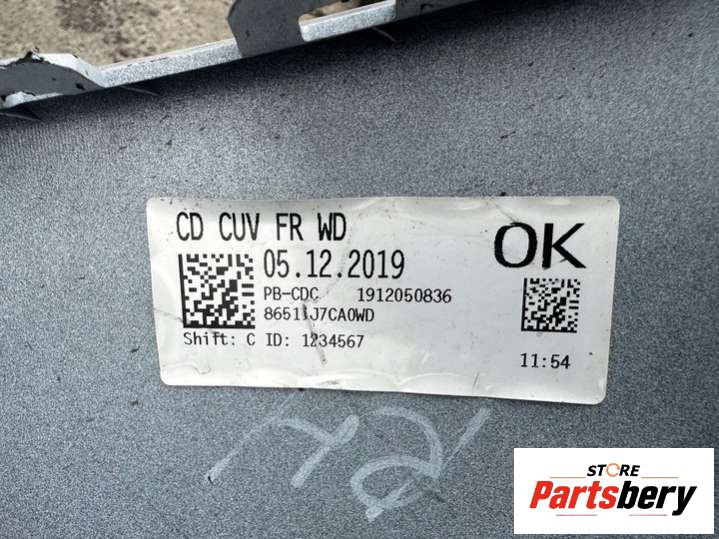 CD CUV FR WD
OK
05.12.2019
PB-CDC 1912050836
86511J7CA0WD
Shift: C ID: 1234567
11:54
STORE
Partsbery